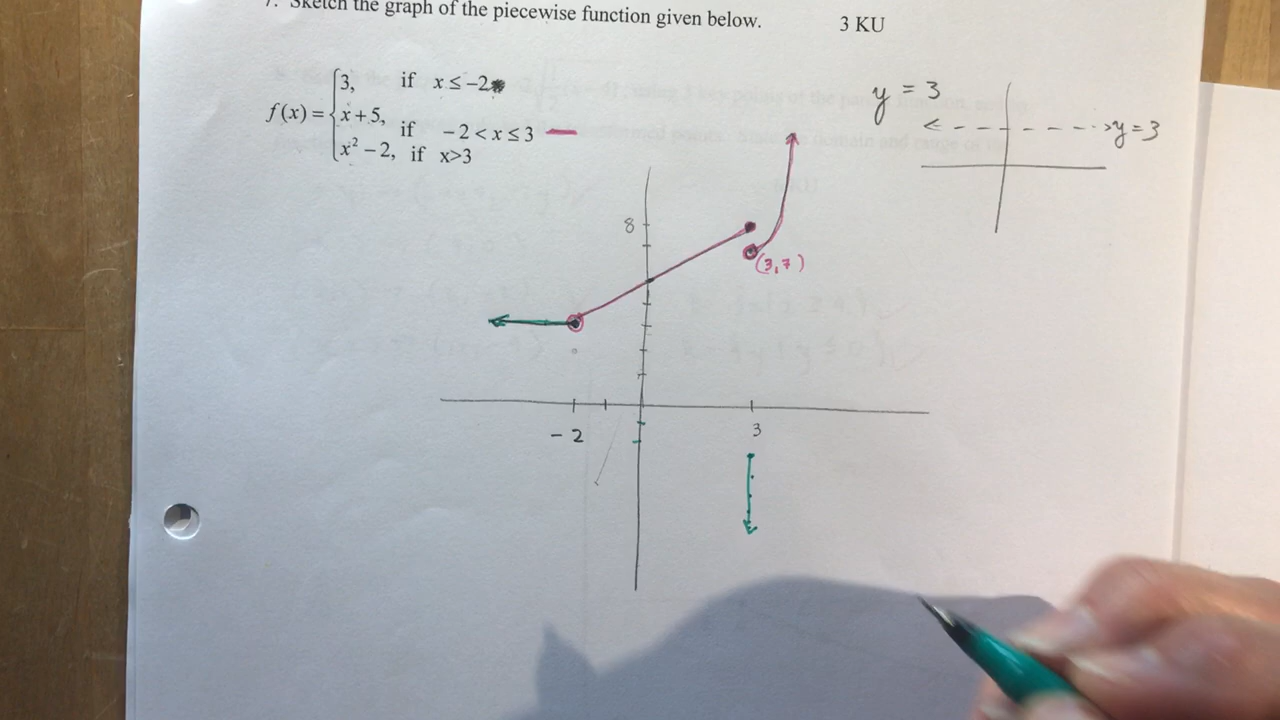 7. Sketch the graph of the piecewise function given below. 3 KU
f(x) = { 3, if x ≤ -2
x + 5, if -2 < x ≤ 3
x² - 2, if x>3
y = 3
y = 3
8
(3,7)
- 2 3